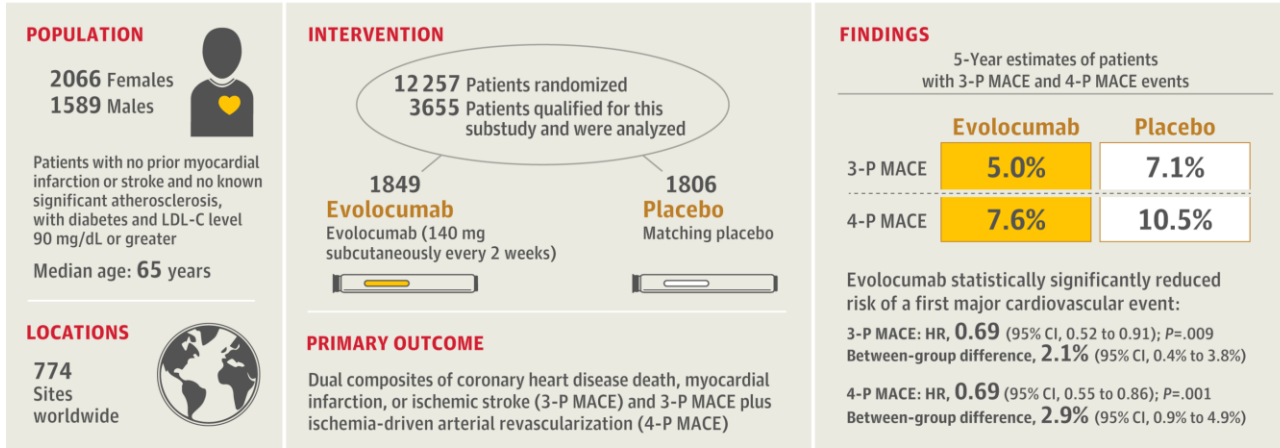 POPULATION
2066 Females
1589 Males
Patients with no prior myocardial
infarction or stroke and no known
significant atherosclerosis,
with diabetes and LDL-C level
90 mg/dL or greater
Median age: 65 years
LOCATIONS
774
Sites
worldwide
INTERVENTION
12 257 Patients randomized
3655 Patients qualified for this
substudy and were analyzed
1849
Evolocumab
Evolocumab (140 mg
subcutaneously every 2 weeks)
1806
Placebo
Matching placebo
PRIMARY OUTCOME
Dual composites of coronary heart disease death, myocardial
infarction, or ischemic stroke (3-P MACE) and 3-P MACE plus
ischemia-driven arterial revascularization (4-P MACE)
FINDINGS
5-Year estimates of patients
with 3-P MACE and 4-P MACE events
Evolocumab Placebo
3-P MACE 5.0% 7.1%
4-P MACE 7.6% 10.5%
Evolocumab statistically significantly reduced
risk of a first major cardiovascular event:
3-P MACE: HR, 0.69 (95% CI, 0.52 to 0.91); P=.009
Between-group difference, 2.1% (95% CI, 0.4% to 3.8%)
4-P MACE: HR, 0.69 (95% CI, 0.55 to 0.86); P=.001
Between-group difference, 2.9% (95% CI, 0.9% to 4.9%)